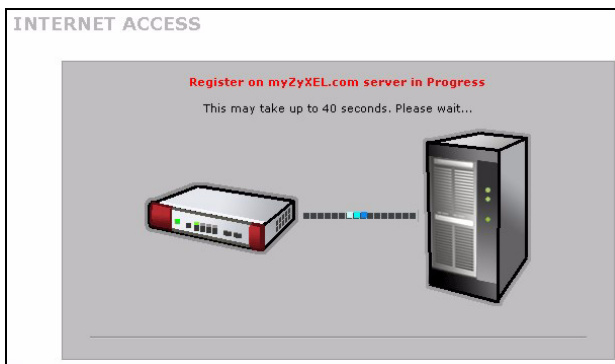 INTERNET ACCESS
Register on myZyXEL.com server in Progress
This may take up to 40 seconds. Please wait...